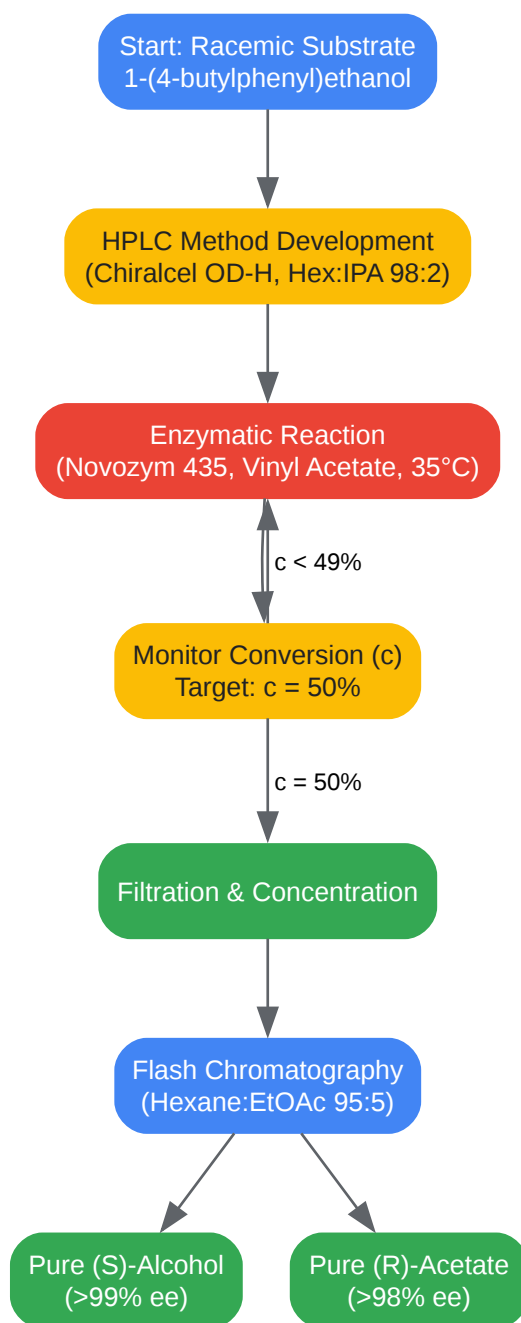 Start: Racemic Substrate
1-(4-butylphenyl)ethanol
HPLC Method Development
(Chiralcel OD-H, Hex:IPA 98:2)
Enzymatic Reaction
(Novozym 435, Vinyl Acetate, 35°C)
c < 49%
Monitor Conversion (c)
Target: c = 50%
c = 50%
Filtration & Concentration
Flash Chromatography
(Hexane:EtOAc 95:5)
Pure (S)-Alcohol
(>99% ee)
Pure (R)-Acetate
(>98% ee)